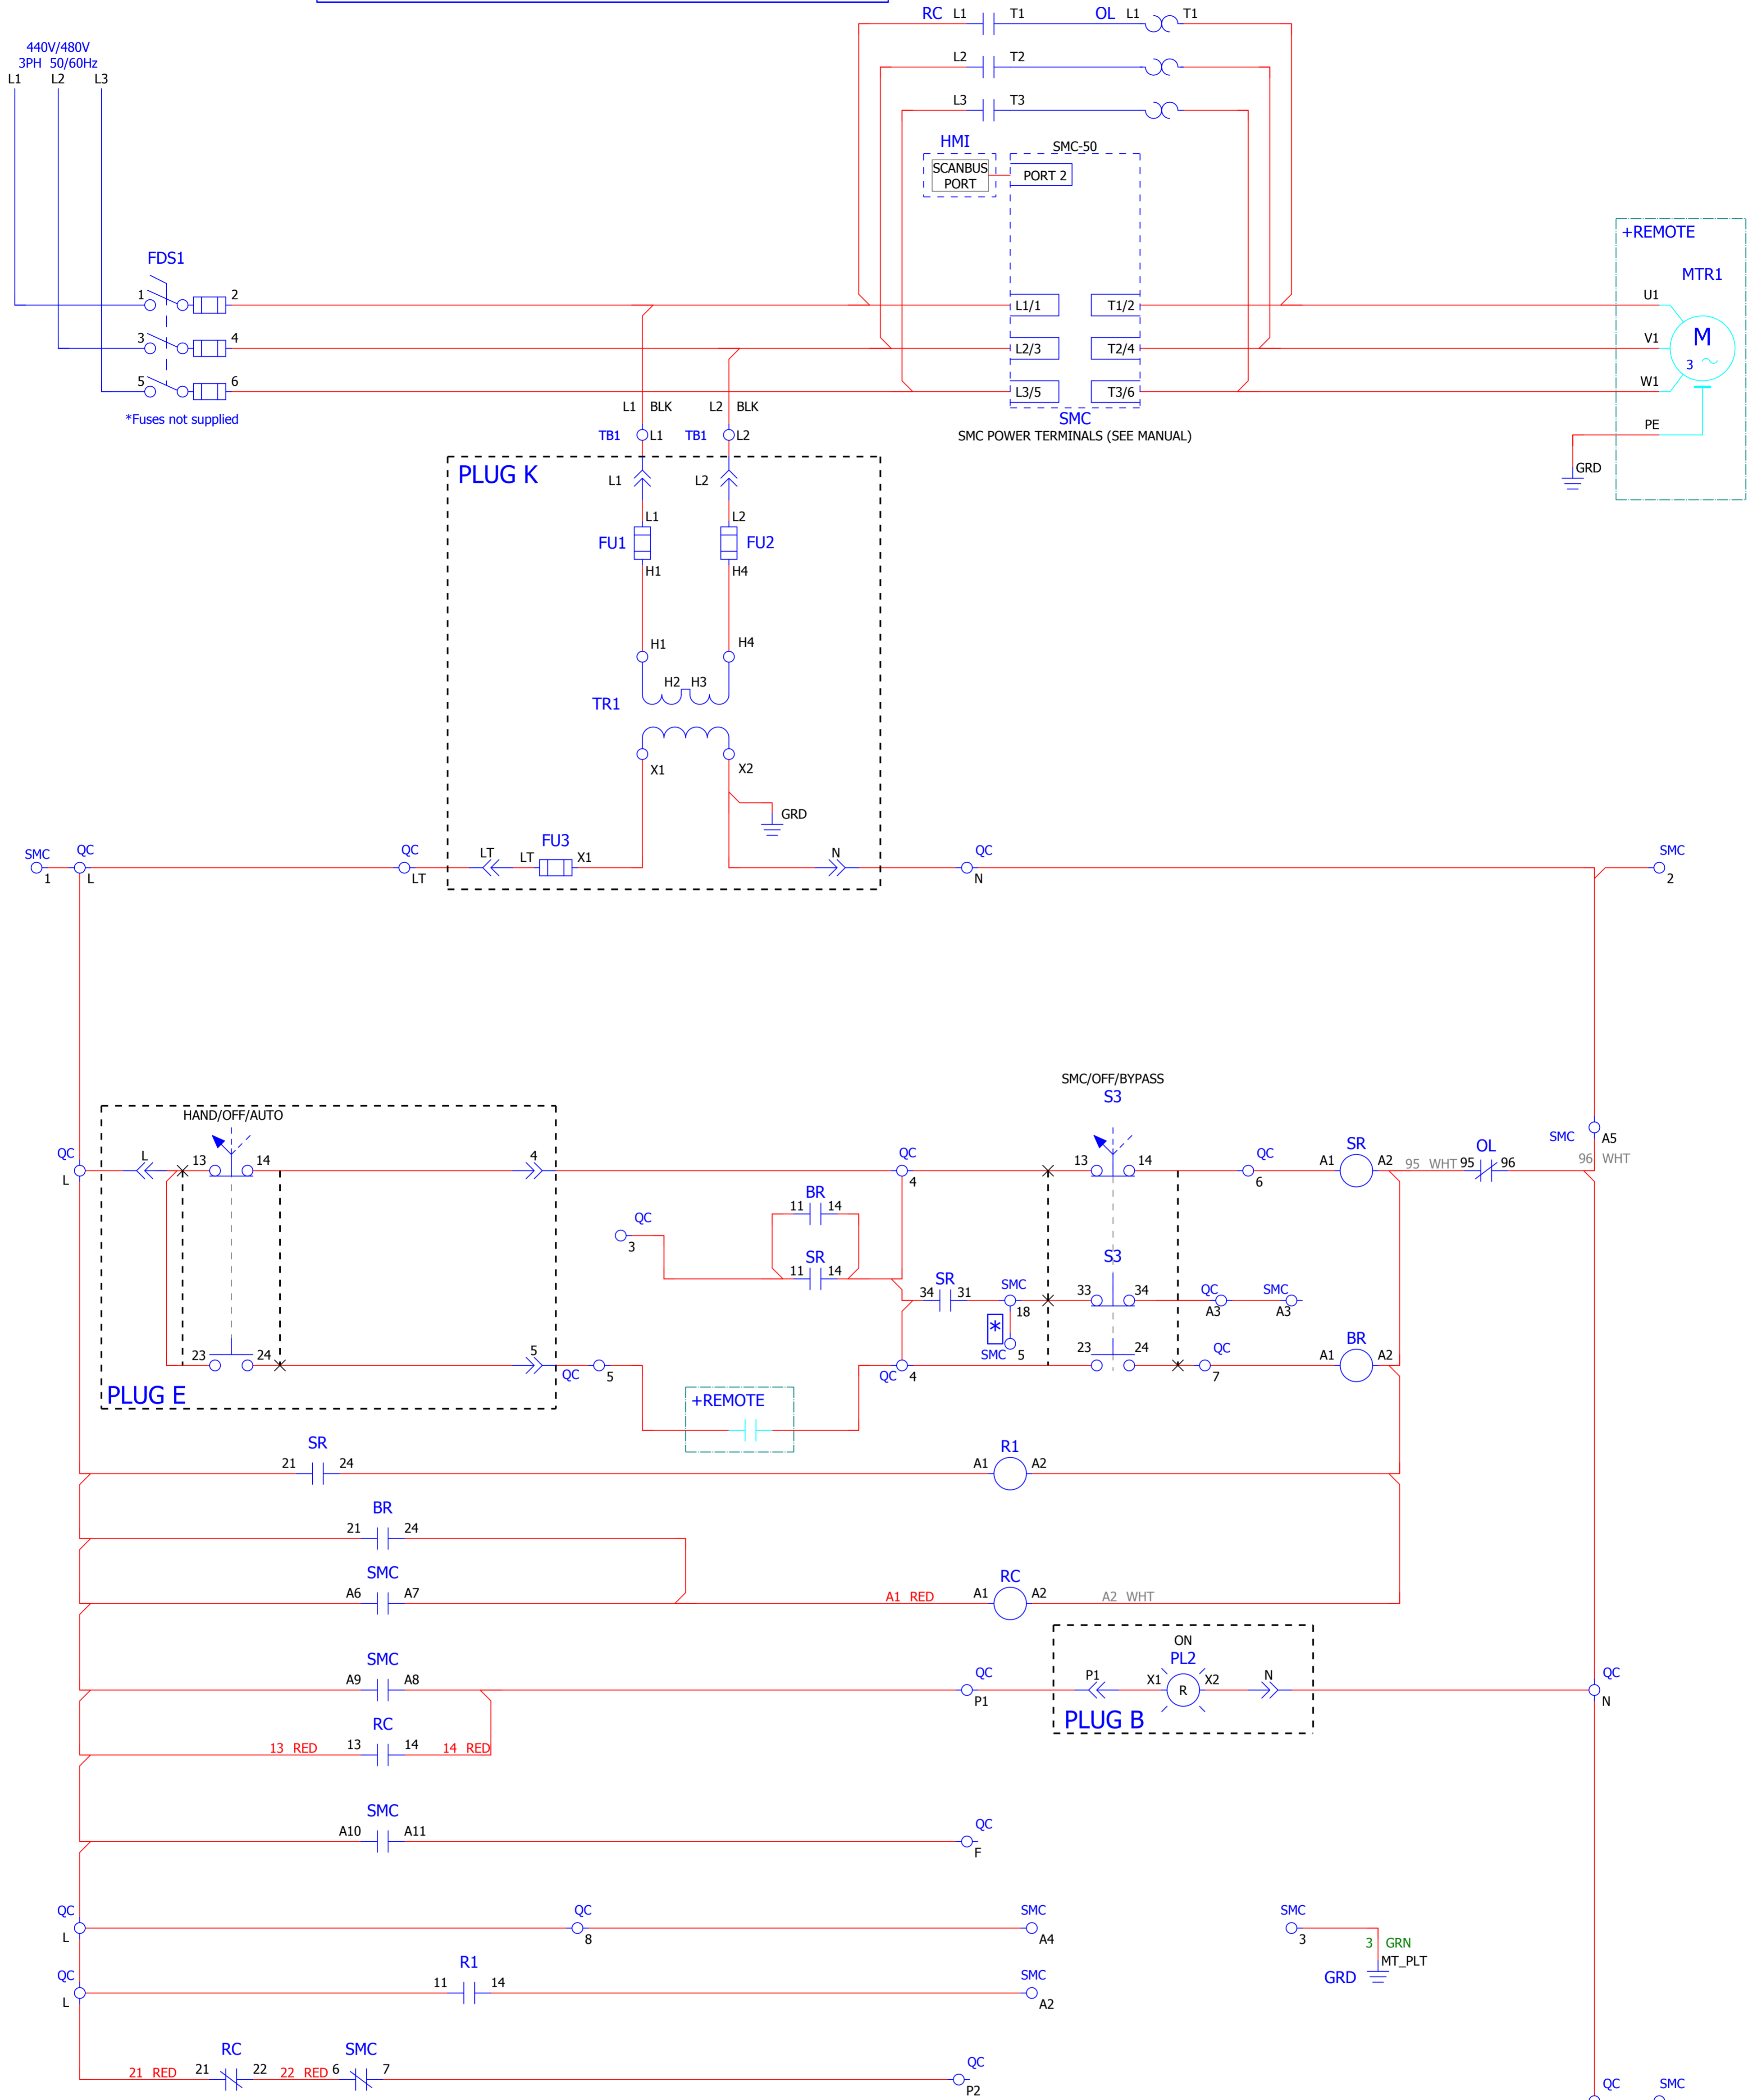 RC L1 T1 OL L1 T1
440V/480V
3PH 50/60Hz
L1 L2 L3
L2 T2
L3 T3
HMI
SMC-50
SCANBUS
PORT
PORT 2
+REMOTE
MTR1
FDS1
1 2
L1/1 T1/2
U1
3 4
L2/3 T2/4
V1
M
3
5 6
L3/5 T3/6
W1
*Fuses not supplied
L1 BLK L2 BLK
SMC
SMC POWER TERMINALS (SEE MANUAL)
PE
GRD
TB1 L1 TB1 L2
PLUG K
L1 L2
L1 L2
FU1 FU2
H1 H4
H1 H4
H2 H3
TR1
X1 X2
GRD
FU3
SMC QC QC LT LT X1 N QC SMC
1 L LT N 2
SMC/OFF/BYPASS
S3
HAND/OFF/AUTO
SMC A5
QC L 13 14 4 QC 13 14 QC A1 SR A2 95 WHT 95 OL 96 96 WHT
L 4 6
BR
11 14
QC
3
SR
11 14
S3
SR
34 31 SMC 33 34 QC SMC
18 A3 A3
*
SMC 5
23 24 5 23 24 QC A1 BR A2
QC 5 QC 4 7
PLUG E
+REMOTE
SR R1
21 24 A1 A2
BR
21 24
SMC RC
A6 A7 A1 RED A1 A2 A2 WHT
ON
SMC PL2
A9 A8 QC P1 X1 R X2 N QC
P1 N
PLUG B
RC
13 RED 13 14 14 RED
SMC
A10 A11 QC
F
QC QC SMC SMC
L 8 A4 3
3 GRN
MT_PLT
GRD
QC R1 SMC
L 11 14 A2
RC SMC
21 RED 21 22 22 RED 6 7 QC
P2
QC SMC